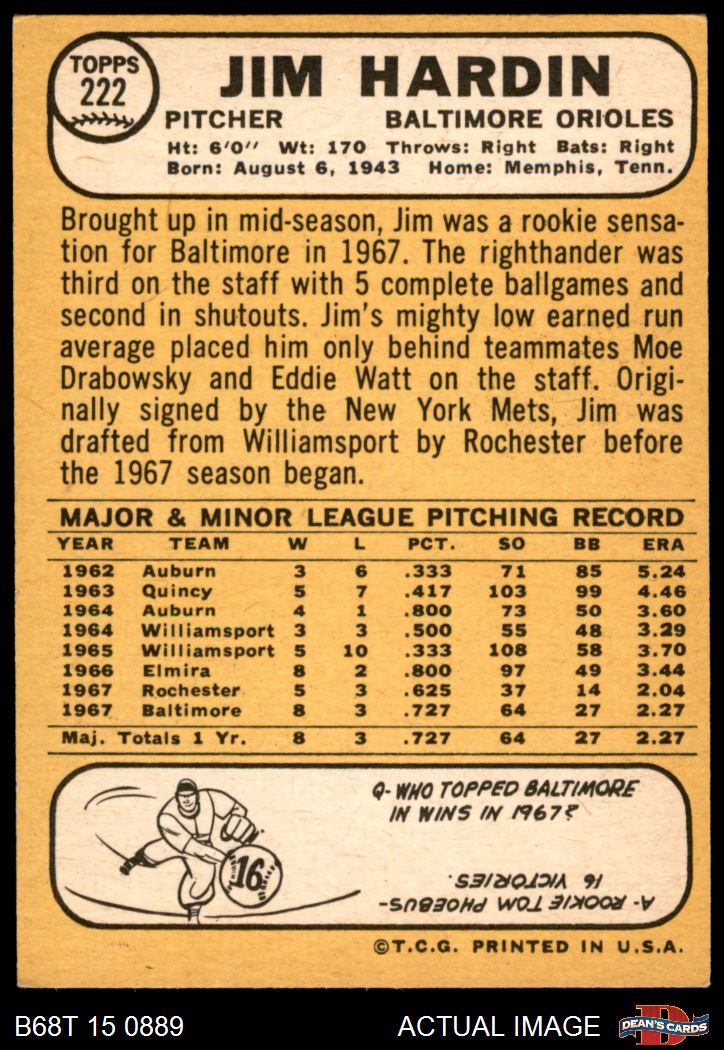 TOPPS
222
JIM HARDIN
PITCHER BALTIMORE ORIOLES
Ht: 6'0" Wt: 170 Throws: Right Bats: Right
Born: August 6, 1943 Home: Memphis, Tenn.
Brought up in mid-season, Jim was a rookie sensa-
tion for Baltimore in 1967. The righthander was
third on the staff with 5 complete ballgames and
second in shutouts. Jim's mighty low earned run
average placed him only behind teammates Moe
Drabowsky and Eddie Watt on the staff. Origi-
nally signed by the New York Mets, Jim was
drafted from Williamsport by Rochester before
the 1967 season began.
MAJOR & MINOR LEAGUE PITCHING RECORD
YEAR TEAM W L PCT. SO BB ERA
1962 Auburn 3 6 .333 71 85 5.24
1963 Quincy 5 7 .417 103 99 4.46
1964 Auburn 4 1 .800 73 50 3.60
1964 Williamsport 3 3 .500 55 48 3.29
1965 Williamsport 5 10 .333 108 58 3.70
1966 Elmira 8 2 .800 97 49 3.44
1967 Rochester 5 3 .625 37 14 2.04
1967 Baltimore 8 3 .727 64 27 2.27
Maj. Totals 1 Yr. 8 3 .727 64 27 2.27
Q- WHO TOPPED BALTIMORE
IN WINS IN 1967?
16
A- ROOKIE TOM PHOEBUS-
16 VICTORIES.
©T.C.G. PRINTED IN U.S.A.
B68T 15 0889 ACTUAL IMAGE
D
DEAN'S CARDS